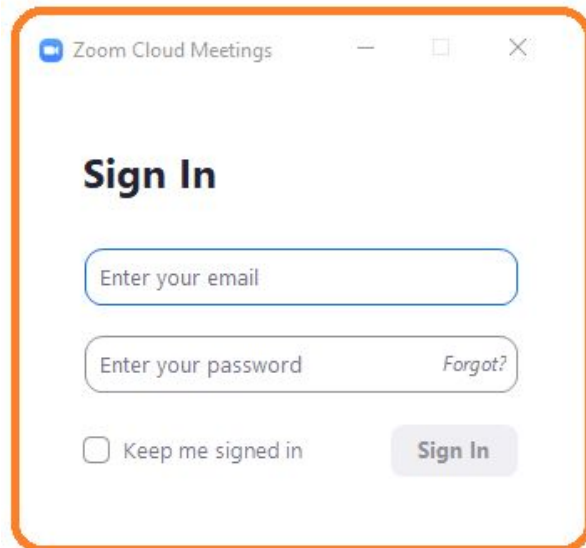 Zoom Cloud Meetings
Sign In
Enter your email
Enter your password Forgot?
Keep me signed in Sign In